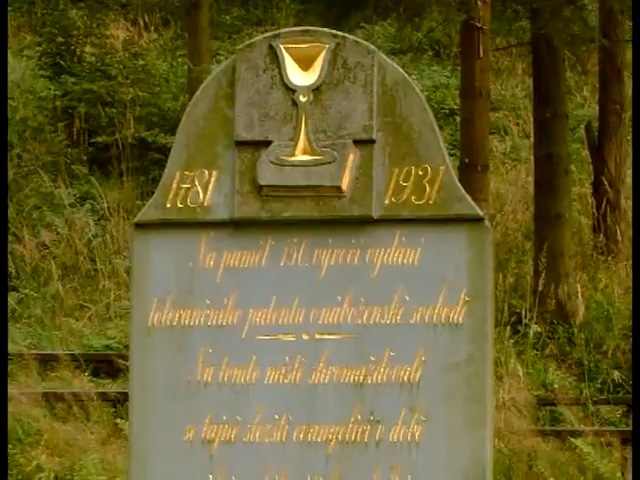 1781 1931
Na paměť 150. výročí vydání
tolerančního patentu o náboženské svobodě
Na tomto místě shromažďovali
se tajně slezští evangelíci v době